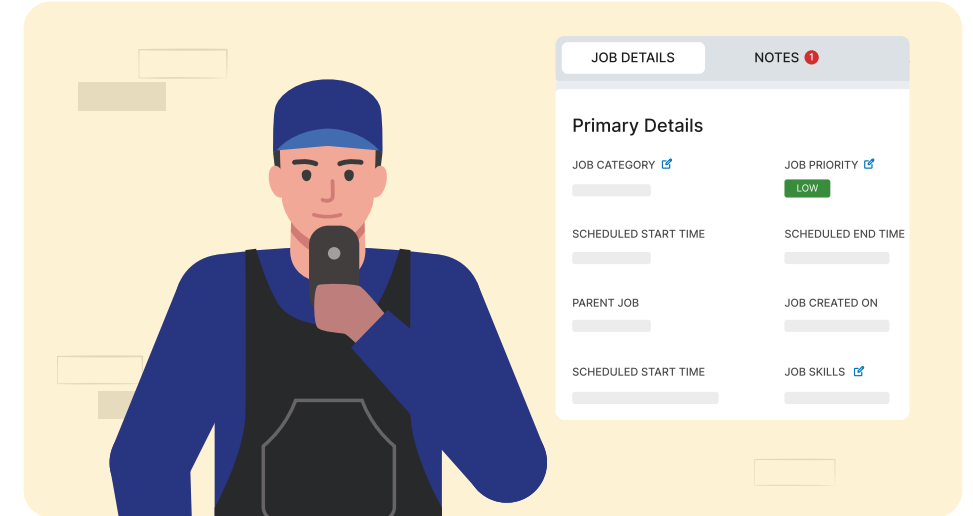 JOB DETAILS NOTES 1
Primary Details
JOB CATEGORY JOB PRIORITY
LOW
SCHEDULED START TIME SCHEDULED END TIME
PARENT JOB JOB CREATED ON
SCHEDULED START TIME JOB SKILLS